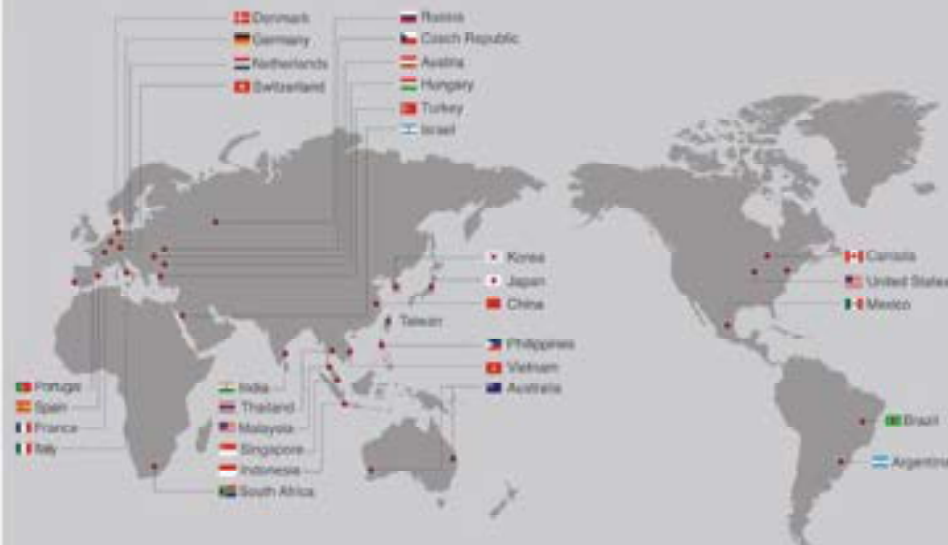 Denmark
Germany
Netherlands
Switzerland
Russia
Czech Republic
Austria
Hungary
Turkey
Israel
Korea
Japan
China
Taiwan
Philippines
Vietnam
Australia
Portugal
Spain
France
Italy
India
Thailand
Malaysia
Singapore
Indonesia
South Africa
Canada
United States
Mexico
Brazil
Argentina